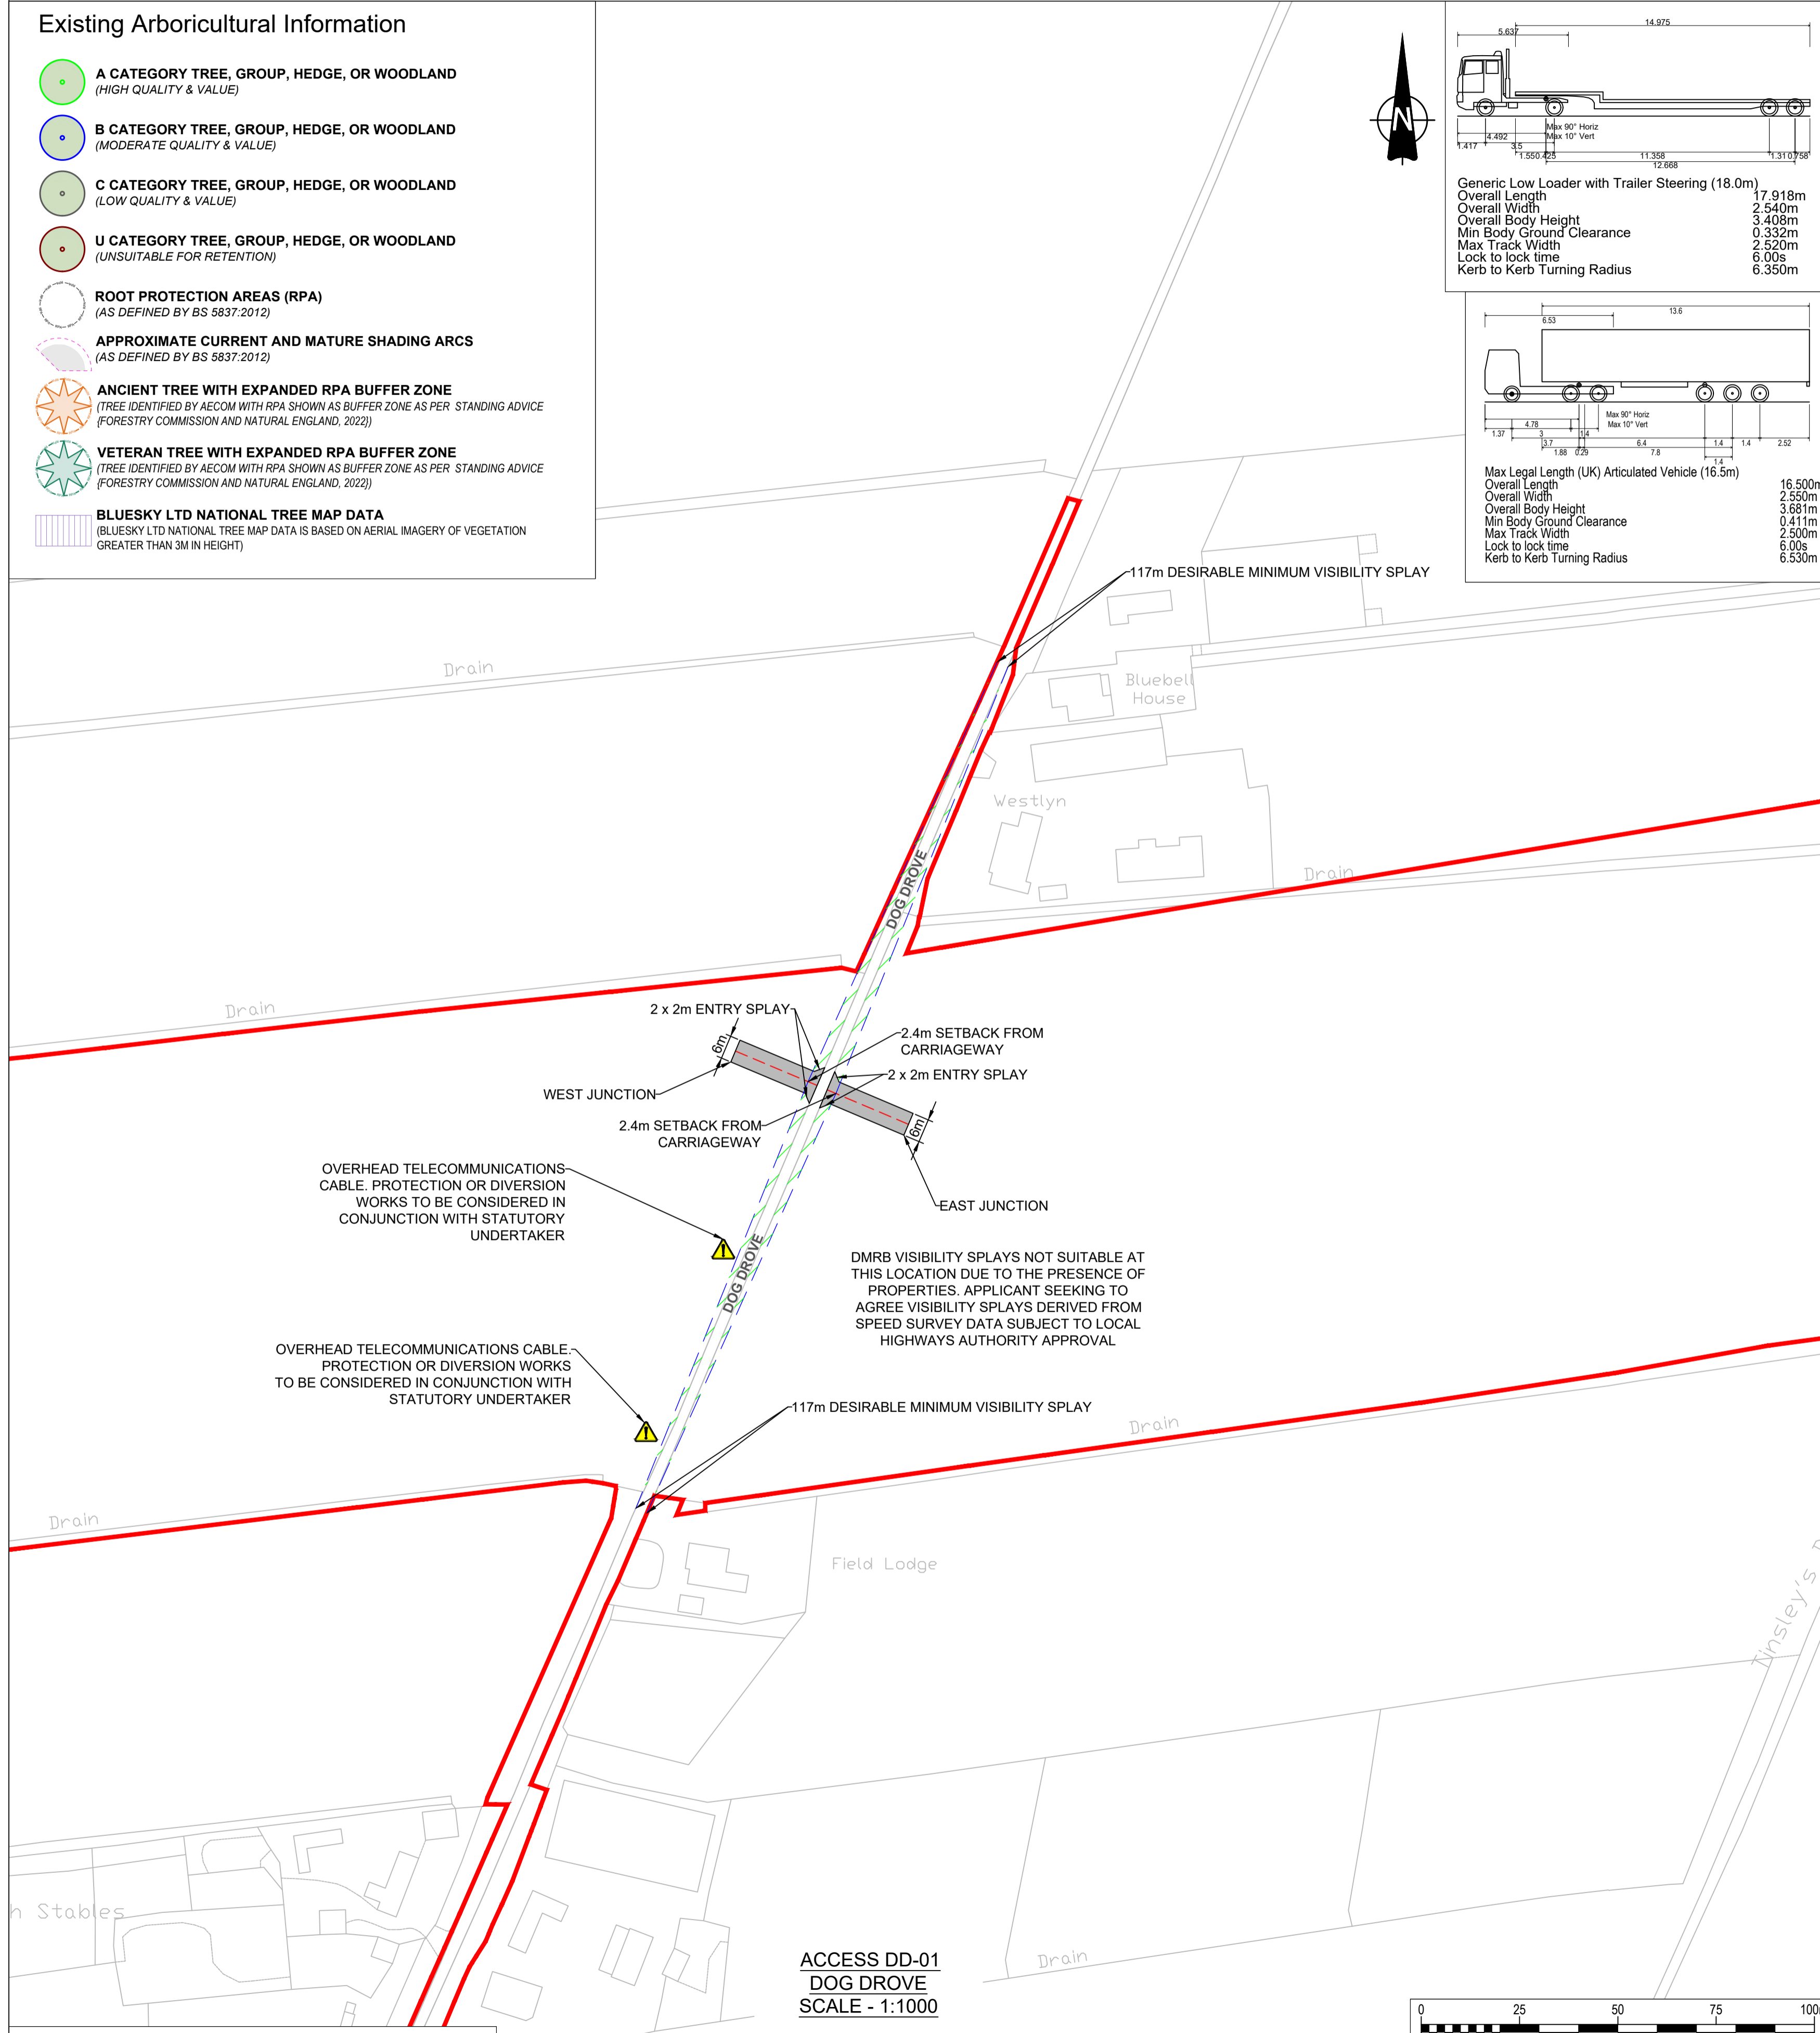 Existing Arboricultural Information
A CATEGORY TREE, GROUP, HEDGE, OR WOODLAND
(HIGH QUALITY & VALUE)
B CATEGORY TREE, GROUP, HEDGE, OR WOODLAND
(MODERATE QUALITY & VALUE)
C CATEGORY TREE, GROUP, HEDGE, OR WOODLAND
(LOW QUALITY & VALUE)
U CATEGORY TREE, GROUP, HEDGE, OR WOODLAND
(UNSUITABLE FOR RETENTION)
ROOT PROTECTION AREAS (RPA)
(AS DEFINED BY BS 5837:2012)
APPROXIMATE CURRENT AND MATURE SHADING ARCS
(AS DEFINED BY BS 5837:2012)
ANCIENT TREE WITH EXPANDED RPA BUFFER ZONE
(TREE IDENTIFIED BY AECOM WITH RPA SHOWN AS BUFFER ZONE AS PER STANDING ADVICE
{FORESTRY COMMISSION AND NATURAL ENGLAND, 2022})
VETERAN TREE WITH EXPANDED RPA BUFFER ZONE
(TREE IDENTIFIED BY AECOM WITH RPA SHOWN AS BUFFER ZONE AS PER STANDING ADVICE
{FORESTRY COMMISSION AND NATURAL ENGLAND, 2022})
BLUESKY LTD NATIONAL TREE MAP DATA
(BLUESKY LTD NATIONAL TREE MAP DATA IS BASED ON AERIAL IMAGERY OF VEGETATION
GREATER THAN 3M IN HEIGHT)
N
14.975
5.637
Max 90° Horiz
Max 10° Vert
4.492
1.417
3.5
1.55
0.425
11.358
1.31
0.758
12.668
Generic Low Loader with Trailer Steering (18.0m)
Overall Length 17.918m
Overall Width 2.540m
Overall Body Height 3.408m
Min Body Ground Clearance 0.332m
Max Track Width 2.520m
Lock to lock time 6.00s
Kerb to Kerb Turning Radius 6.350m
13.6
6.53
Max 90° Horiz
Max 10° Vert
4.78
1.37
3
1.4
3.7
6.4
1.4
1.4
2.52
1.88
0.29
7.8
1.4
Max Legal Length (UK) Articulated Vehicle (16.5m)
Overall Length 16.500m
Overall Width 2.550m
Overall Body Height 3.681m
Min Body Ground Clearance 0.411m
Max Track Width 2.500m
Lock to lock time 6.00s
Kerb to Kerb Turning Radius 6.530m
117m DESIRABLE MINIMUM VISIBILITY SPLAY
Drain
Bluebell
House
Westlyn
DOG DROVE
Drain
Drain
2 x 2m ENTRY SPLAY
2.4m SETBACK FROM
CARRIAGEWAY
6m
2 x 2m ENTRY SPLAY
WEST JUNCTION
2.4m SETBACK FROM
CARRIAGEWAY
6m
EAST JUNCTION
OVERHEAD TELECOMMUNICATIONS
CABLE. PROTECTION OR DIVERSION
WORKS TO BE CONSIDERED IN
CONJUNCTION WITH STATUTORY
UNDERTAKER
DOG DROVE
DMRB VISIBILITY SPLAYS NOT SUITABLE AT
THIS LOCATION DUE TO THE PRESENCE OF
PROPERTIES. APPLICANT SEEKING TO
AGREE VISIBILITY SPLAYS DERIVED FROM
SPEED SURVEY DATA SUBJECT TO LOCAL
HIGHWAYS AUTHORITY APPROVAL
OVERHEAD TELECOMMUNICATIONS CABLE.
PROTECTION OR DIVERSION WORKS
TO BE CONSIDERED IN CONJUNCTION WITH
STATUTORY UNDERTAKER
117m DESIRABLE MINIMUM VISIBILITY SPLAY
Drain
Drain
Field Lodge
Tinsley's
h Stables
Drain
ACCESS DD-01
DOG DROVE
SCALE - 1:1000
0 25 50 75 100